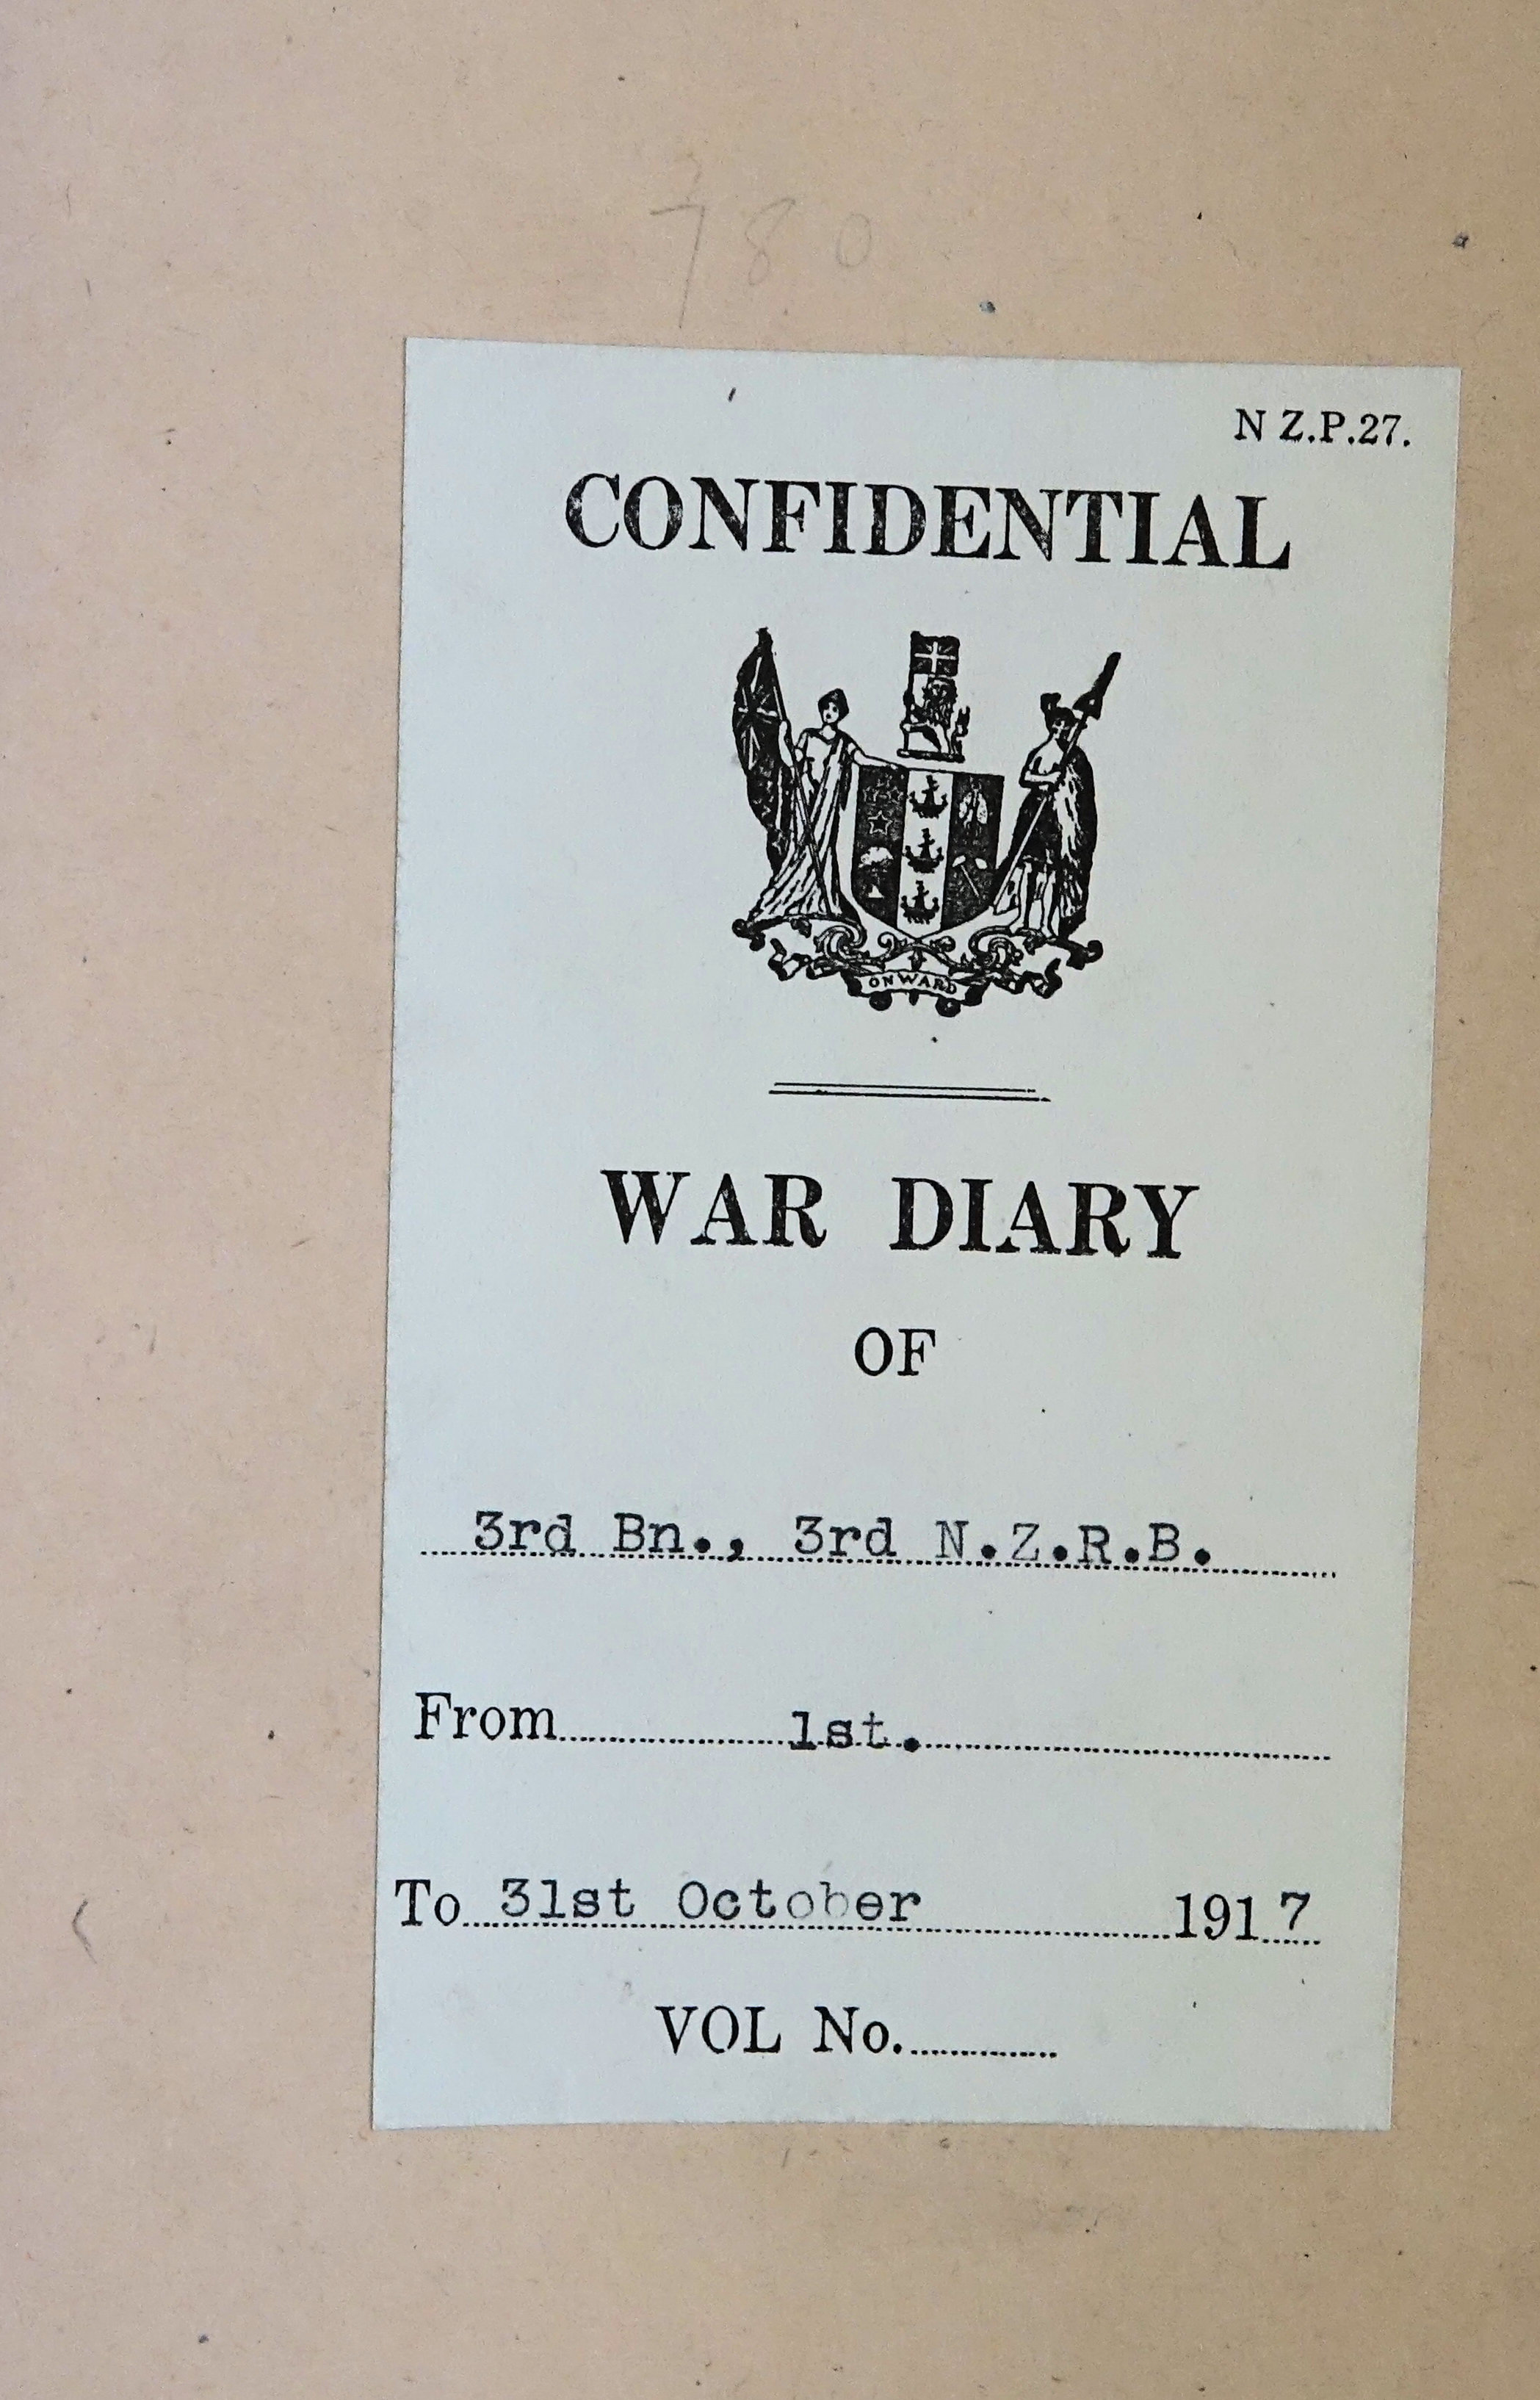 780
N Z.P.27.
CONFIDENTIAL
ONWARD
WAR DIARY
OF
3rd Bn., 3rd N.Z.R.B.
From 1st.
To 31st October 1917
VOL No.